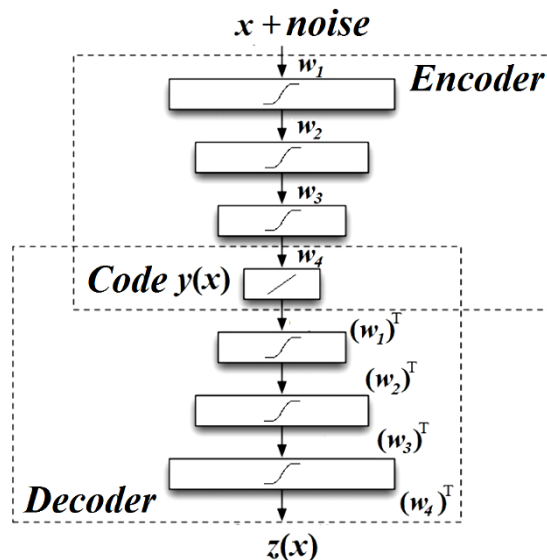 x + noise
w₁
Encoder
w₂
w₃
w₄
Code y(x)
(w₁)ᵀ
(w₂)ᵀ
(w₃)ᵀ
Decoder
(w₄)ᵀ
z(x)